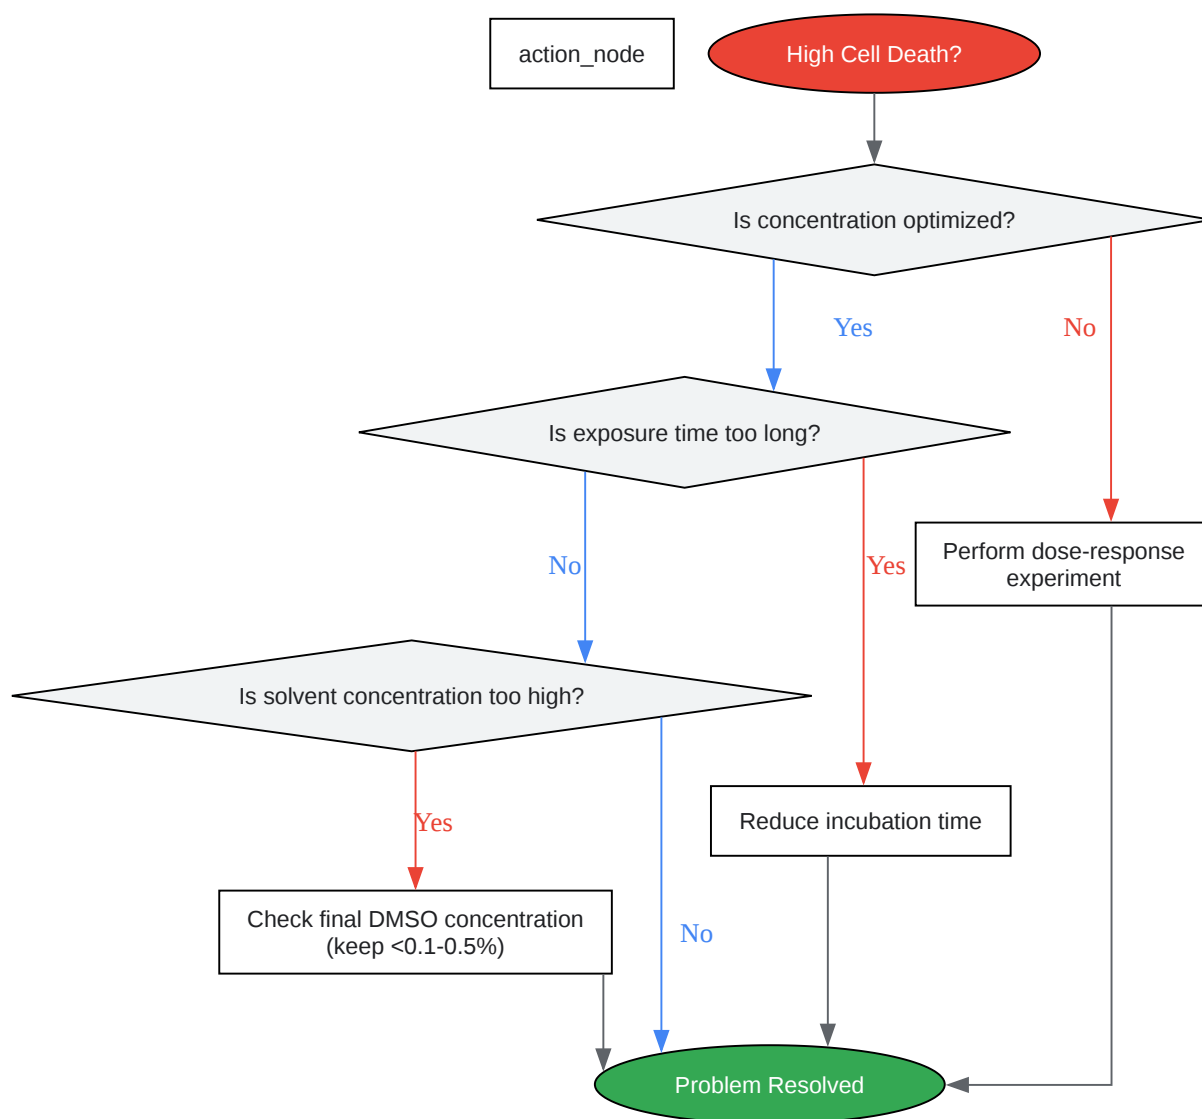 action_node
High Cell Death?
Is concentration optimized?
Yes
No
Is exposure time too long?
No
Yes
Perform dose-response
experiment
Is solvent concentration too high?
Yes
Reduce incubation time
Check final DMSO concentration
(keep <0.1-0.5%)
No
Problem Resolved